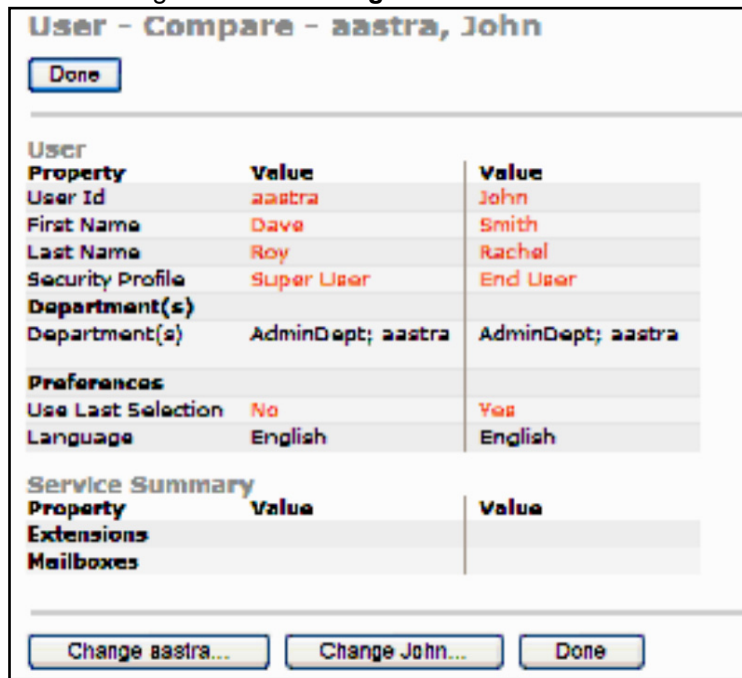 User - Compare - aastra, John
Done
User
Property Value Value
User Id aastra John
First Name Dave Smith
Last Name Roy Rachel
Security Profile Super User End User
Department(s)
Department(s) AdminDept; aastra AdminDept; aastra
Preferences
Use Last Selection No Yes
Language English English
Service Summary
Property Value Value
Extensions
Mailboxes
Change aastra... Change John... Done